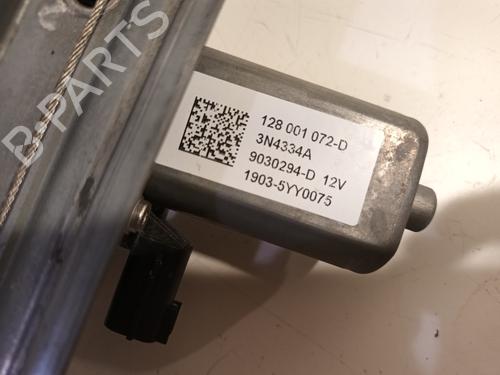 B-PARTS
128 001 072-D
3N4334A
9030294-D 12V
1903-5YY0075